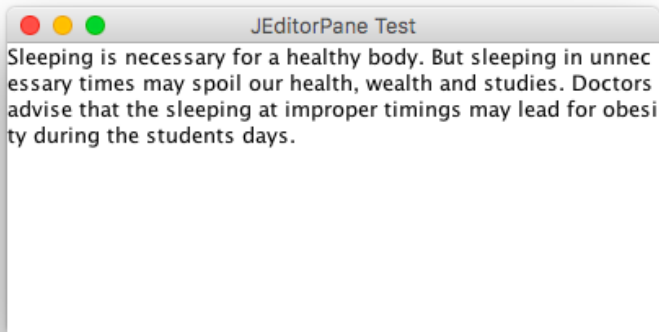 JEditorPane Test
Sleeping is necessary for a healthy body. But sleeping in unnec
essary times may spoil our health, wealth and studies. Doctors
advise that the sleeping at improper timings may lead for obesi
ty during the students days.